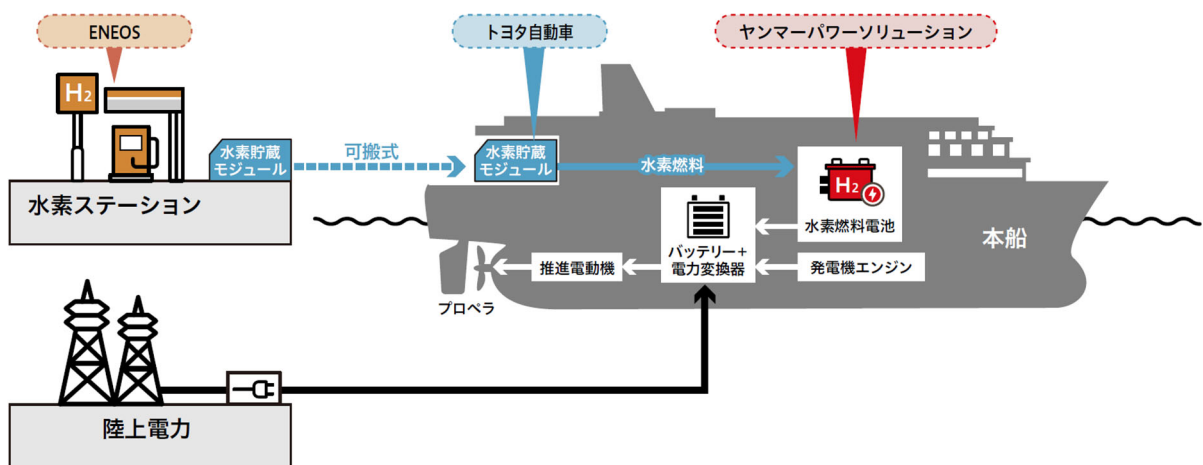 ENEOS
トヨタ自動車
ヤンマーパワーソリューション
H2
水素貯蔵
モジュール
可搬式
水素貯蔵
モジュール
水素燃料
H2
水素燃料電池
水素ステーション
本船
バッテリー+
電力変換器
推進電動機
発電機エンジン
プロペラ
陸上電力